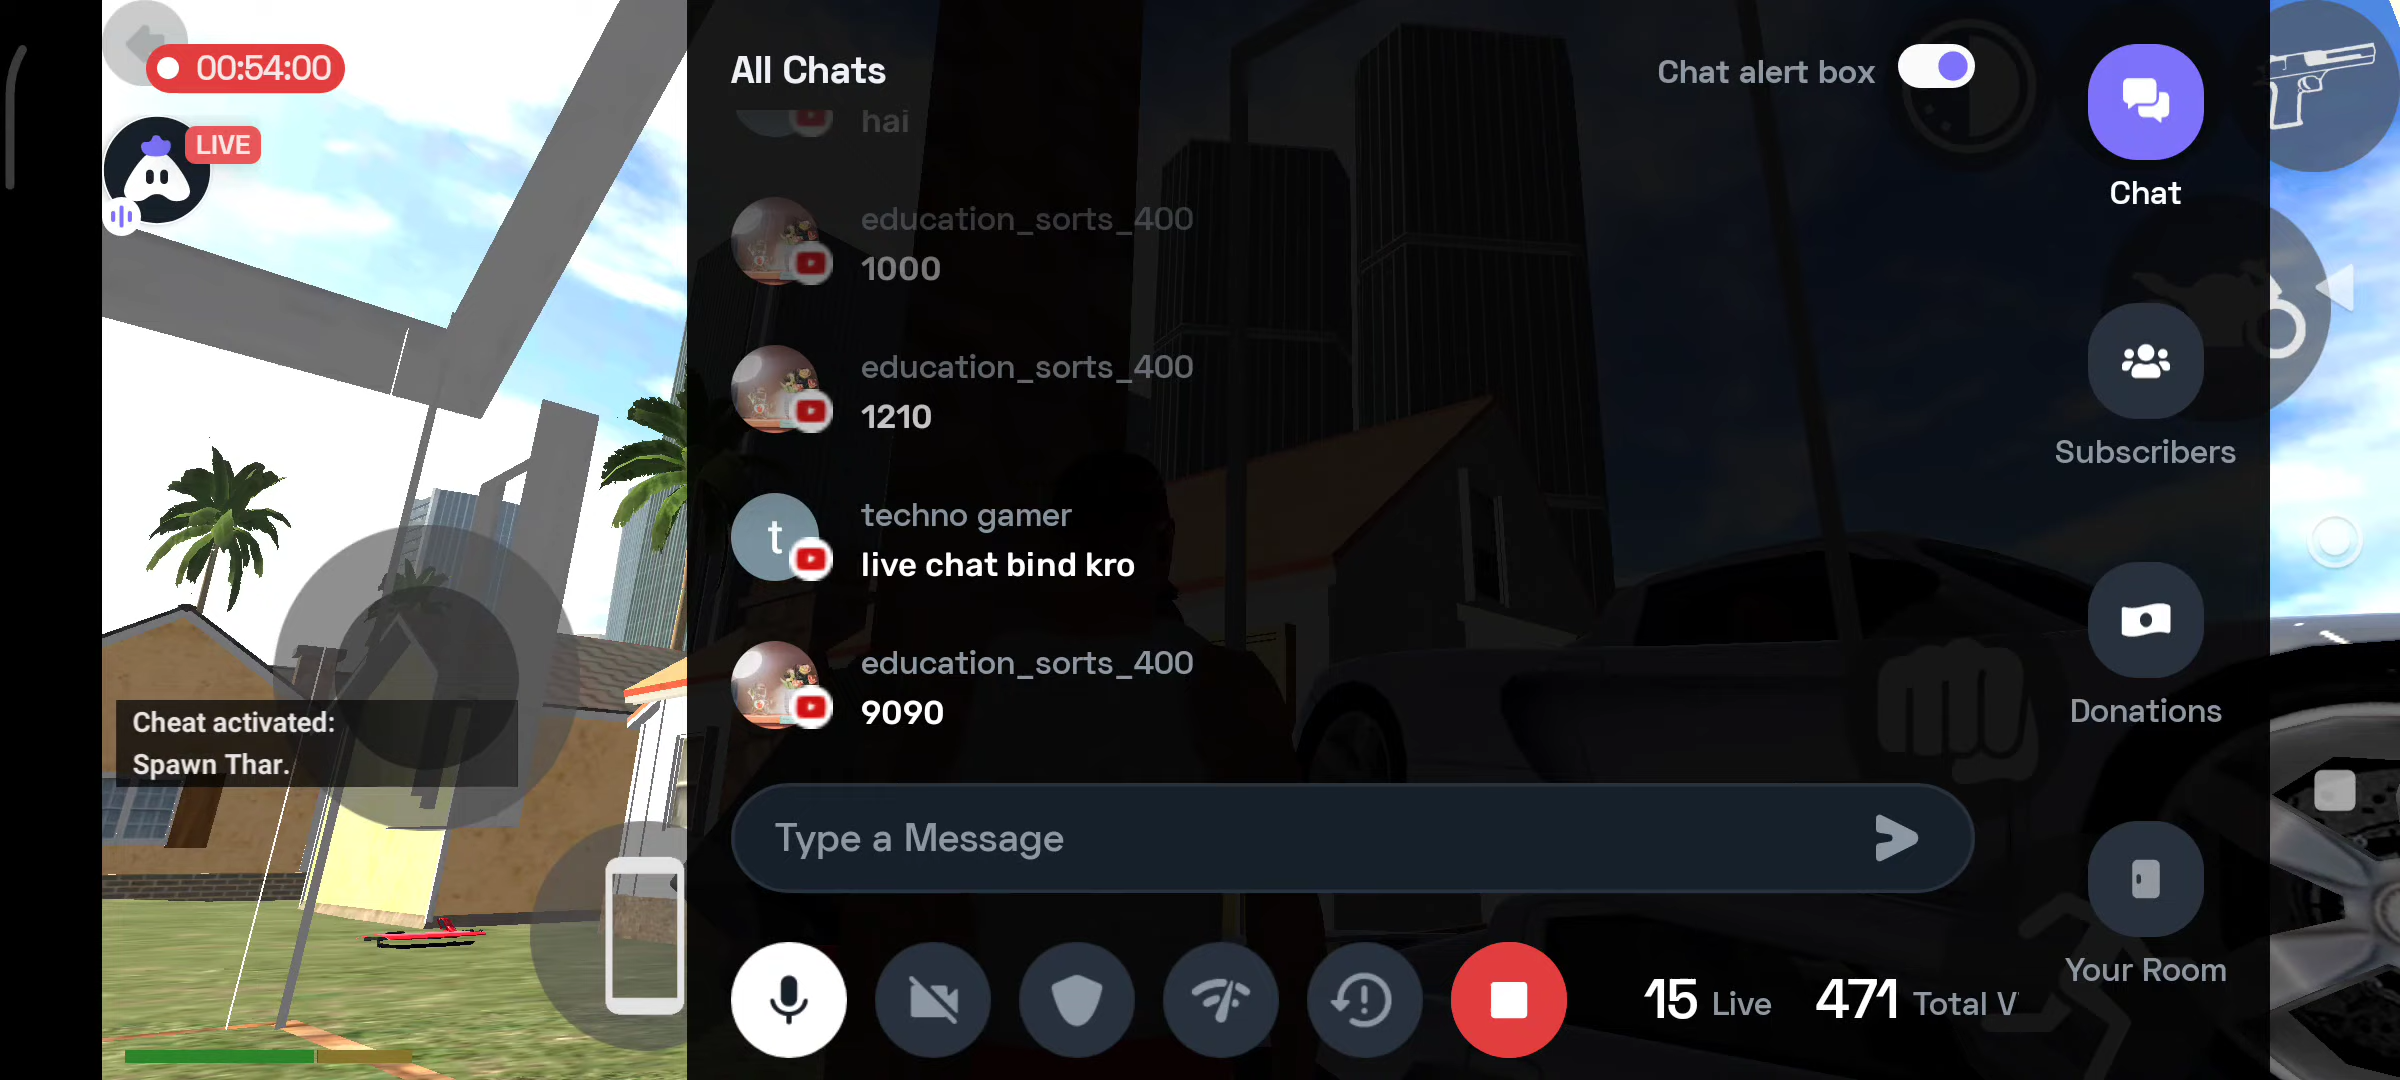 00:54:00
LIVE
All Chats
Chat alert box
hai
education_sorts_400
1000
education_sorts_400
1210
t
techno gamer
live chat bind kro
education_sorts_400
9090
Type a Message
Chat
Subscribers
Donations
Your Room
Cheat activated:
Spawn Thar.
15 Live 471 Total V